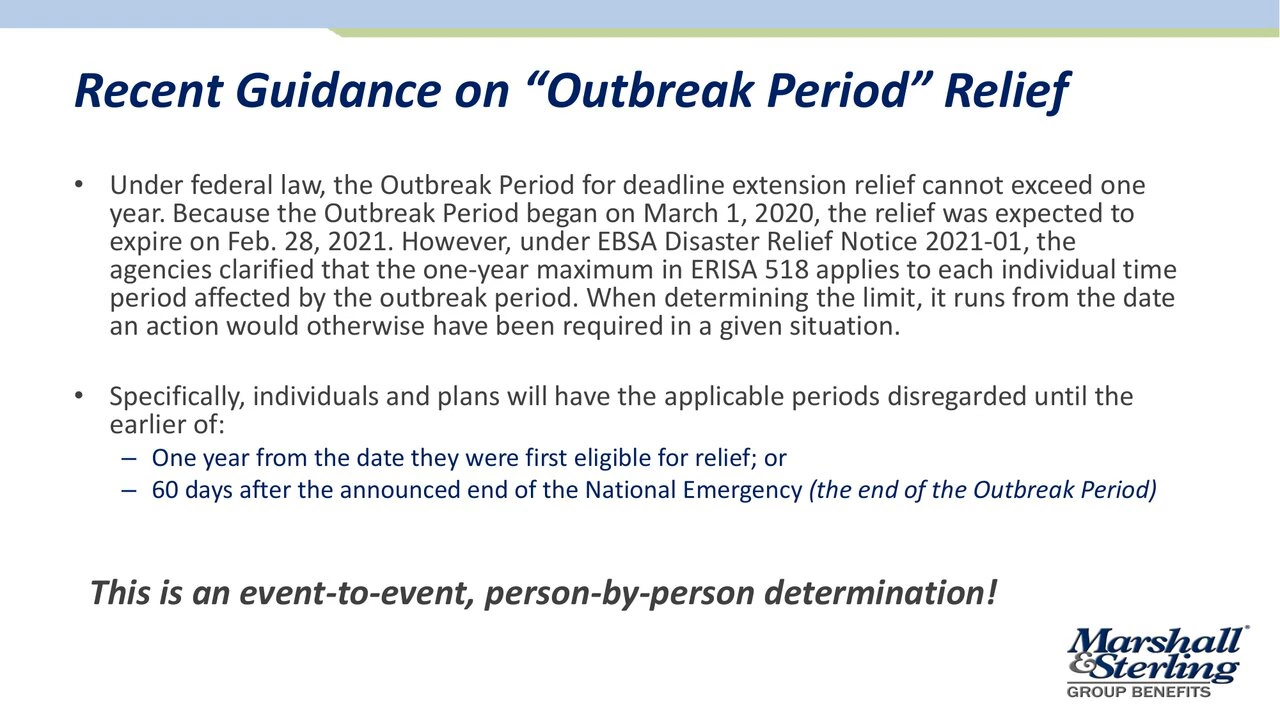 Recent Guidance on “Outbreak Period” Relief
• Under federal law, the Outbreak Period for deadline extension relief cannot exceed one
year. Because the Outbreak Period began on March 1, 2020, the relief was expected to
expire on Feb. 28, 2021. However, under EBSA Disaster Relief Notice 2021-01, the
agencies clarified that the one-year maximum in ERISA 518 applies to each individual time
period affected by the outbreak period. When determining the limit, it runs from the date
an action would otherwise have been required in a given situation.
• Specifically, individuals and plans will have the applicable periods disregarded until the
earlier of:
– One year from the date they were first eligible for relief; or
– 60 days after the announced end of the National Emergency (the end of the Outbreak Period)
This is an event-to-event, person-by-person determination!
Marshall
&Sterling
GROUP BENEFITS